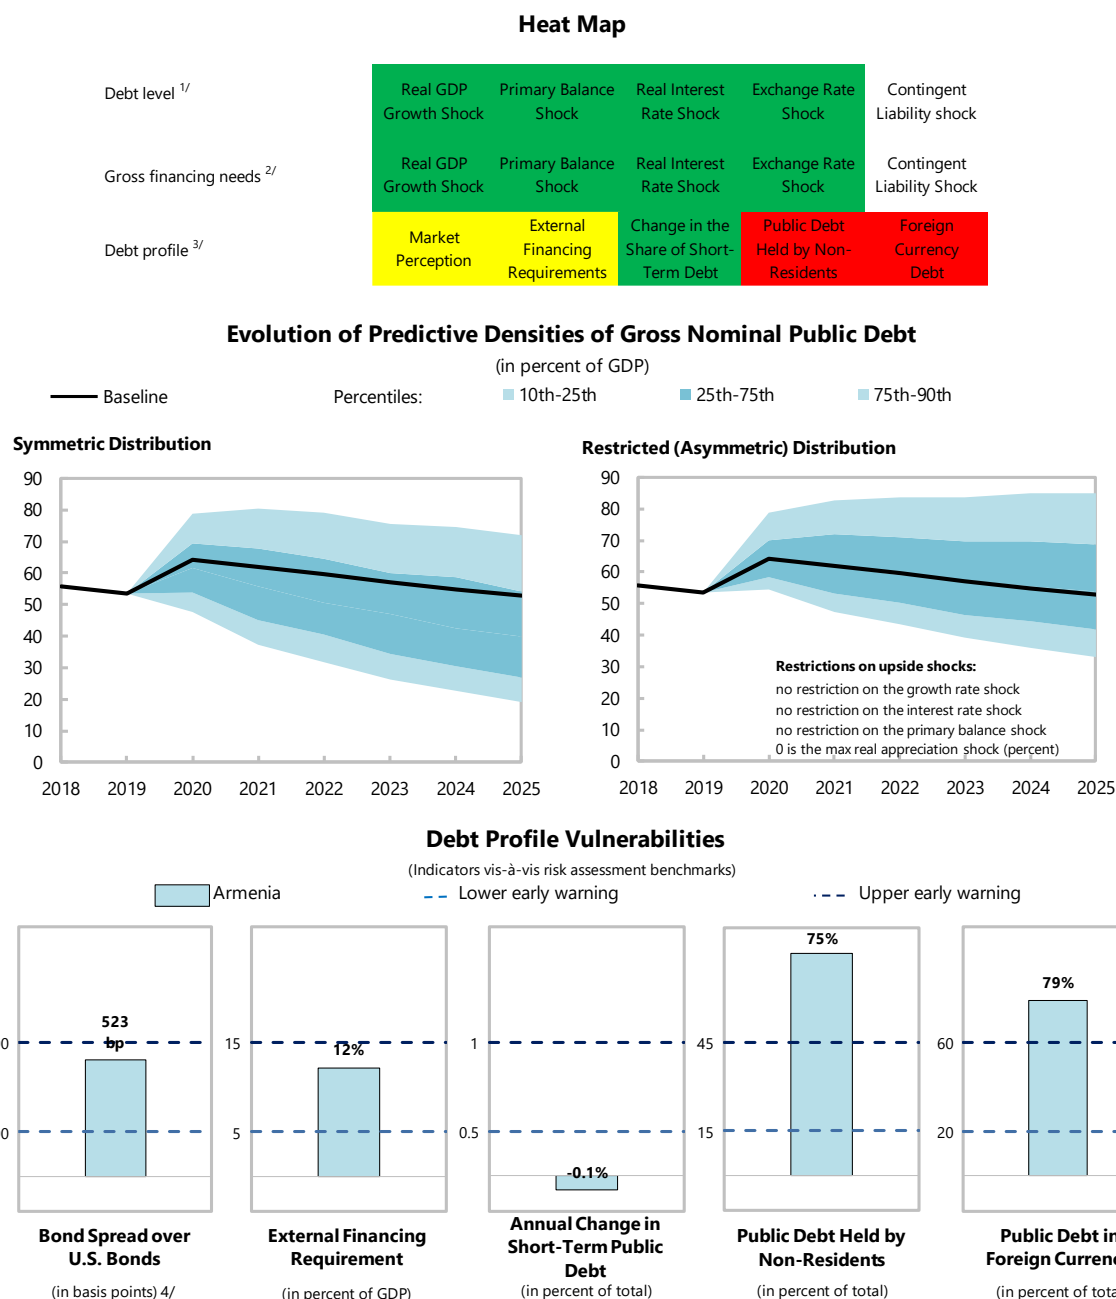 Heat Map
Debt level 1/
Real GDP Growth Shock
Primary Balance Shock
Real Interest Rate Shock
Exchange Rate Shock
Contingent Liability shock
Gross financing needs 2/
Real GDP Growth Shock
Primary Balance Shock
Real Interest Rate Shock
Exchange Rate Shock
Contingent Liability Shock
Debt profile 3/
Market Perception
External Financing Requirements
Change in the Share of Short-Term Debt
Public Debt Held by Non-Residents
Foreign Currency Debt
Evolution of Predictive Densities of Gross Nominal Public Debt
(in percent of GDP)
Baseline
Percentiles:
10th-25th
25th-75th
75th-90th
Symmetric Distribution
90
80
70
60
50
40
30
20
10
0
2018 2019 2020 2021 2022 2023 2024 2025
Restricted (Asymmetric) Distribution
90
80
70
60
50
40
30
20
10
0
Restrictions on upside shocks:
no restriction on the growth rate shock
no restriction on the interest rate shock
no restriction on the primary balance shock
0 is the max real appreciation shock (percent)
2018 2019 2020 2021 2022 2023 2024 2025
Debt Profile Vulnerabilities
(Indicators vis-à-vis risk assessment benchmarks)
Armenia
Lower early warning
Upper early warning
523
bp
0
0
Bond Spread over
U.S. Bonds
(in basis points) 4/
15
12%
5
External Financing
Requirement
(in percent of GDP)
1
0.5
-0.1%
Annual Change in
Short-Term Public
Debt
(in percent of total)
75%
45
15
Public Debt Held by
Non-Residents
(in percent of total)
79%
60
20
Public Debt in
Foreign Currenc
(in percent of tota